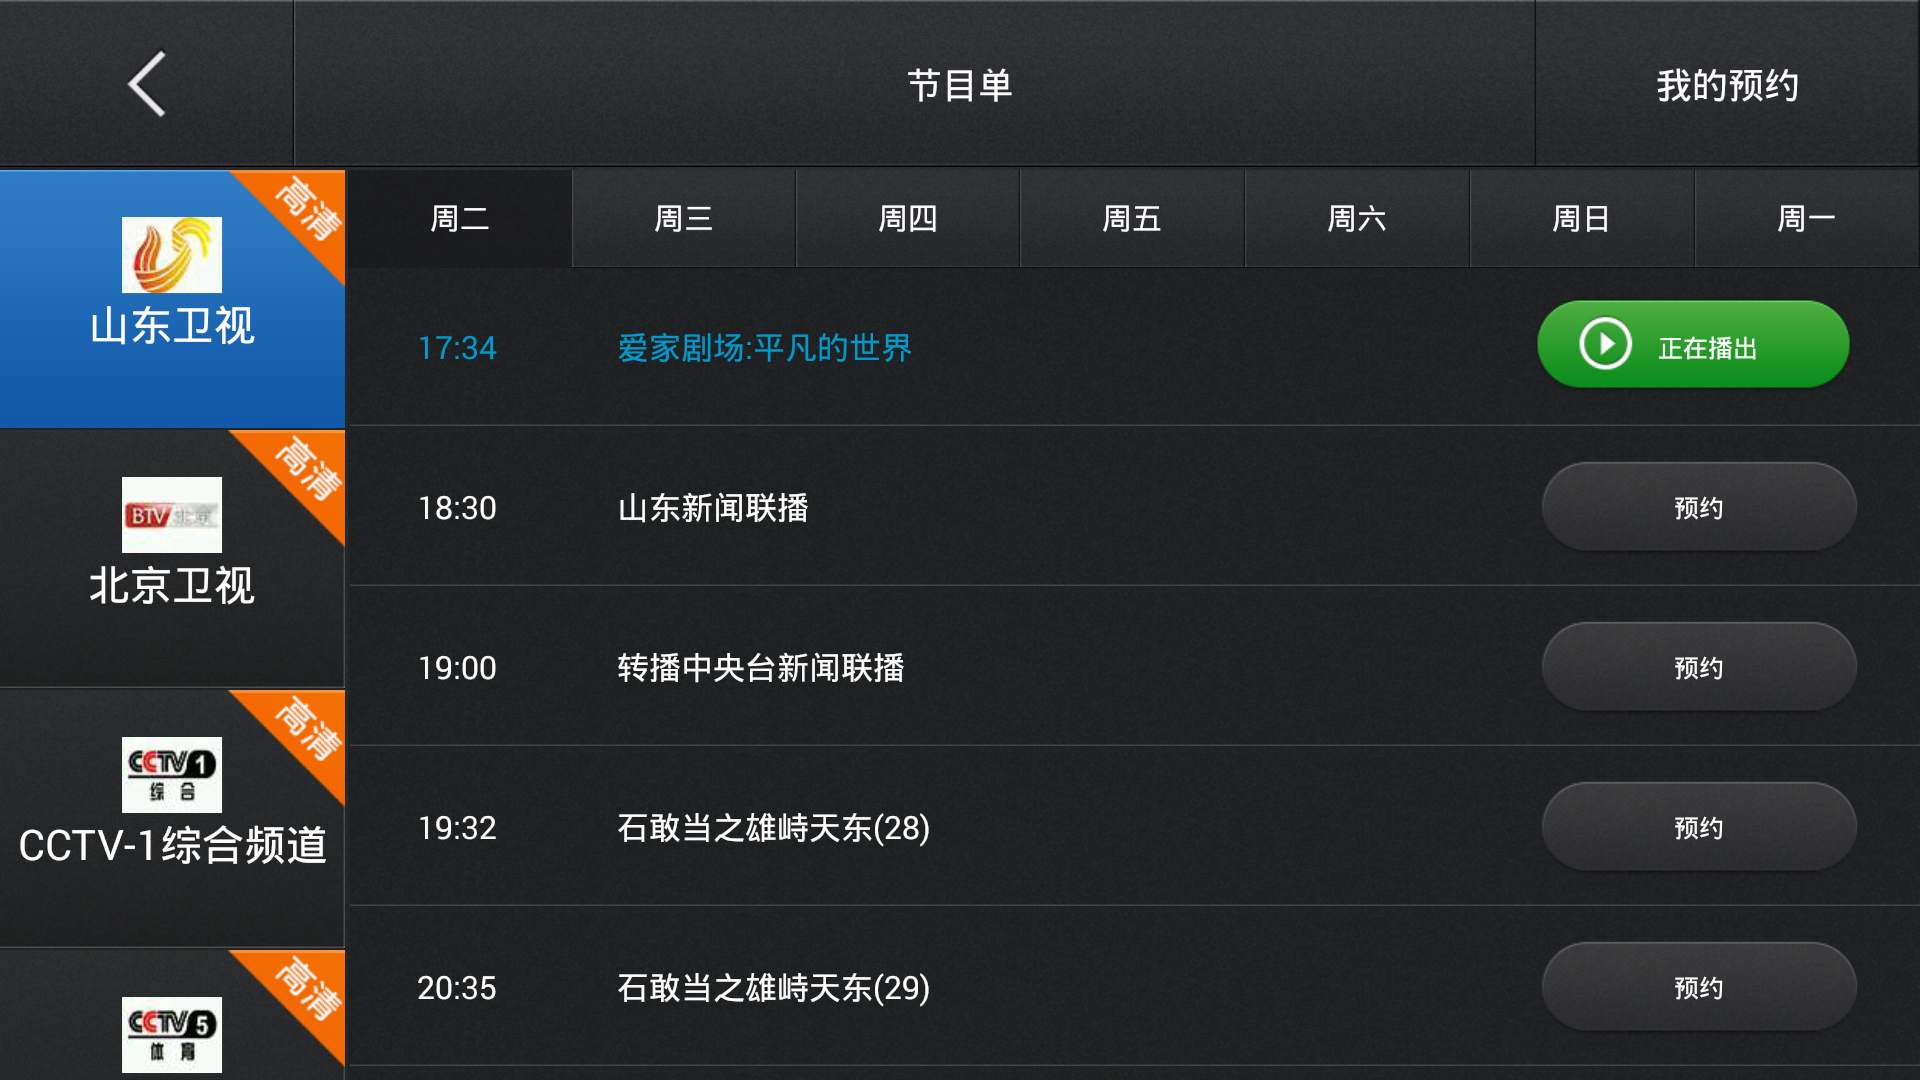 节目单
我的预约
高清
山东卫视
高清
BTV 北京
北京卫视
高清
CCTV 1
综合
CCTV-1综合频道
高清
CCTV 5
体育
周二 周三 周四 周五 周六 周日 周一
17:34 爱家剧场:平凡的世界 正在播出
18:30 山东新闻联播 预约
19:00 转播中央台新闻联播 预约
19:32 石敢当之雄峙天东(28) 预约
20:35 石敢当之雄峙天东(29) 预约